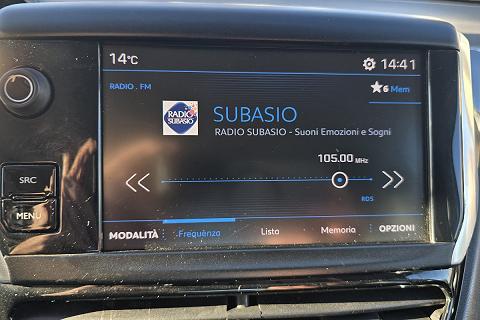 14°C
14:41
RADIO . FM
6 Mem
RADIO
SUBASIO
SUBASIO
RADIO SUBASIO - Suoni Emozioni e Sogni
105.00 MHz
RDS
SRC
MENU
MODALITÀ Frequenza Lista Memoria OPZIONI